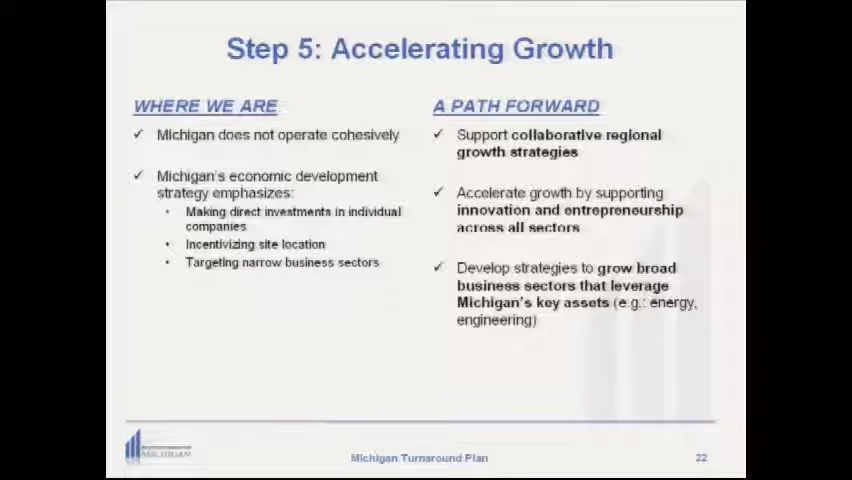 Step 5: Accelerating Growth
WHERE WE ARE
✓ Michigan does not operate cohesively
✓ Michigan's economic development
strategy emphasizes:
• Making direct investments in individual
companies
• Incentivizing site location
• Targeting narrow business sectors
A PATH FORWARD
✓ Support collaborative regional
growth strategies
✓ Accelerate growth by supporting
innovation and entrepreneurship
across all sectors
✓ Develop strategies to grow broad
business sectors that leverage
Michigan's key assets (e.g.: energy,
engineering)
MICHIGAN
Michigan Turnaround Plan
22